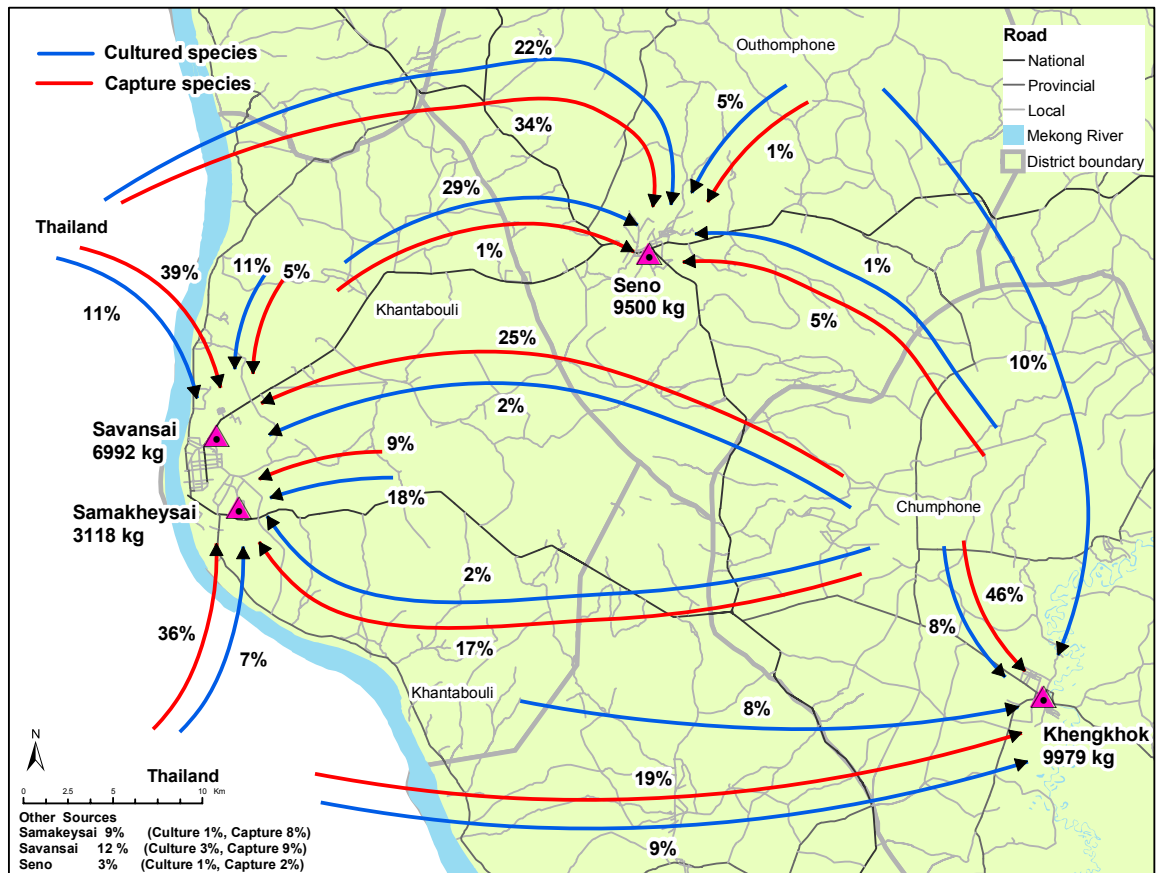 Cultured species
Capture species
22%
34%
Outhomphone
5%
1%
Road
National
Provincial
Local
Mekong River
District boundary
29%
1%
Thailand
39%
11%
5%
11%
Khantabouli
Seno
9500 kg
1%
5%
10%
25%
2%
Savansai
6992 kg
9%
18%
Samakheysai
3118 kg
Chumphone
2%
17%
46%
8%
36%
7%
Khantabouli
8%
Khengkhok
9979 kg
19%
9%
N
Thailand
0 2.5 5 10 Km
Other Sources
Samakeysai 9% (Culture 1%, Capture 8%)
Savansai 12 % (Culture 3%, Capture 9%)
Seno 3% (Culture 1%, Capture 2%)